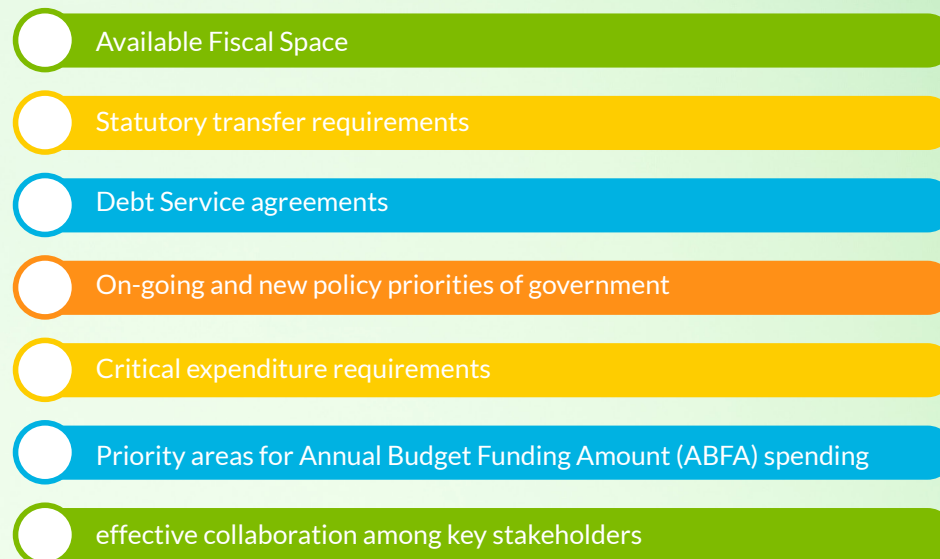 Available Fiscal Space
Statutory transfer requirements
Debt Service agreements
On-going and new policy priorities of government
Critical expenditure requirements
Priority areas for Annual Budget Funding Amount (ABFA) spending
effective collaboration among key stakeholders